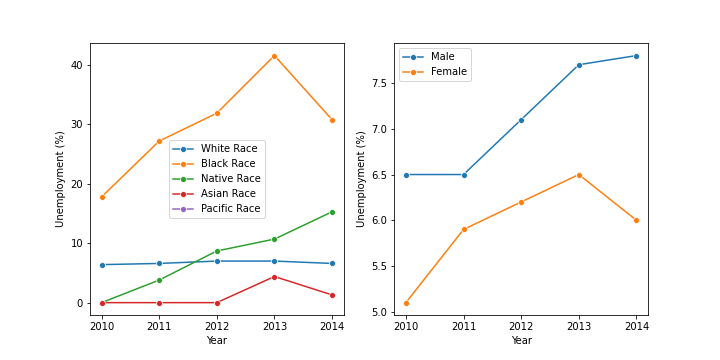 40
30
20
10
0
Unemployment (%)
2010 2011 2012 2013 2014
Year
White Race
Black Race
Native Race
Asian Race
Pacific Race
7.5
7.0
6.5
6.0
5.5
5.0
Unemployment (%)
2010 2011 2012 2013 2014
Year
Male
Female